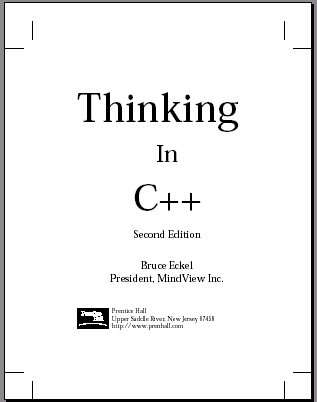 Thinking
In
C++
Second Edition
Bruce Eckel
President, MindView Inc.
Prentice Hall
Upper Saddle River, New Jersey 07458
http://www.prenhall.com